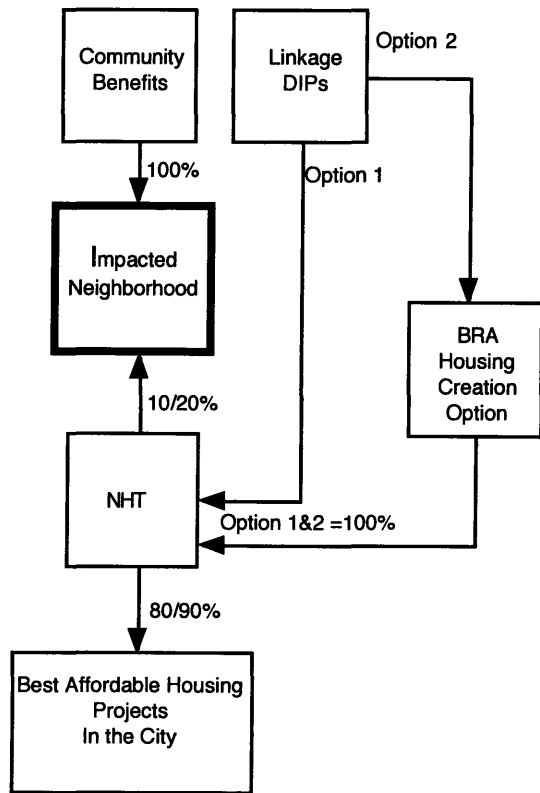 Community
Benefits
Linkage
DIPs
Option 2
100%
Option 1
Impacted
Neighborhood
BRA
Housing
Creation
Option
10/20%
NHT
Option 1&2 =100%
80/90%
Best Affordable Housing
Projects
In the City